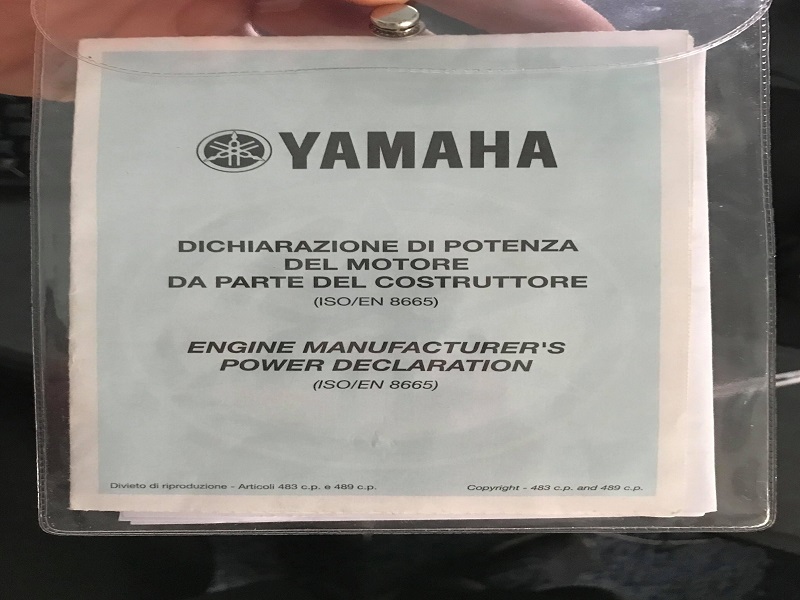 YAMAHA
DICHIARAZIONE DI POTENZA
DEL MOTORE
DA PARTE DEL COSTRUTTORE
(ISO/EN 8665)
ENGINE MANUFACTURER'S
POWER DECLARATION
(ISO/EN 8665)
Divieto di riproduzione - Articoli 483 c.p. e 489 c.p.
Copyright - 483 c.p. and 489 c.p.